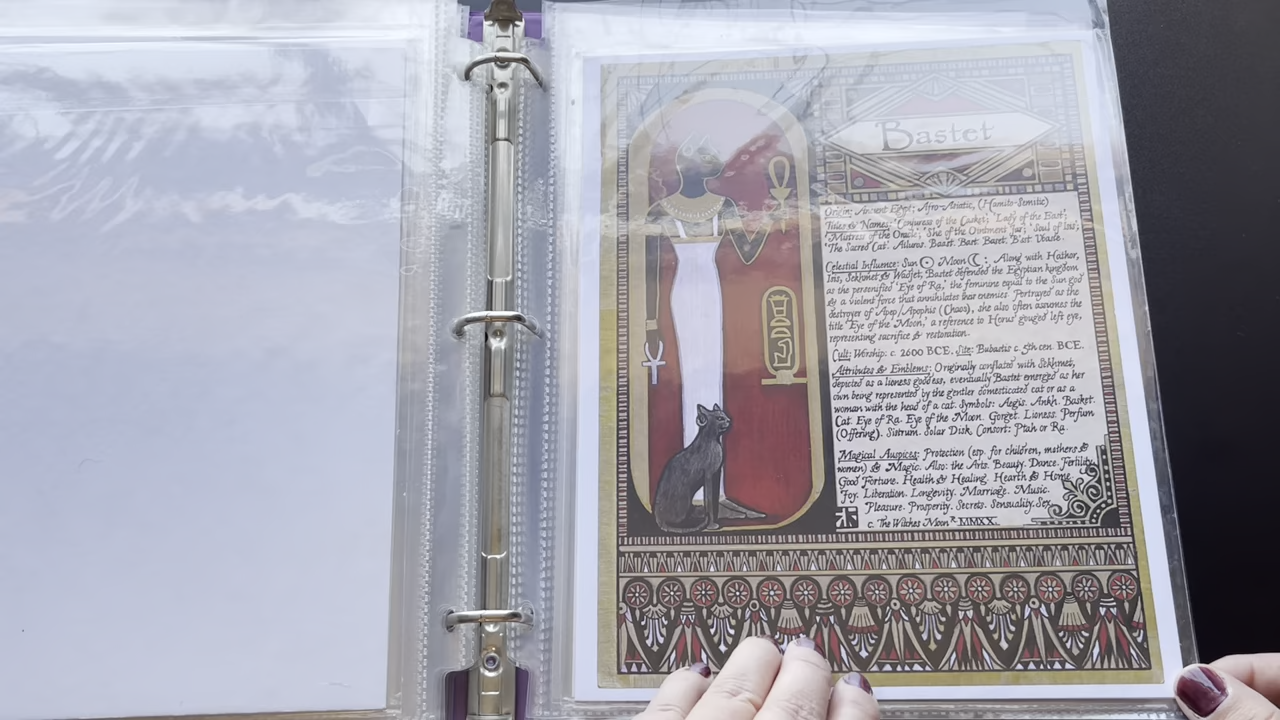 Bastet
Origin: Ancient Egypt; Afro-Asiatic, (Hamito-Semitic)
Titles & Names: 'Conjuress of the Casket;' 'Lady of the East;'
'Mistress of the Oracle,' 'She of the Ointment Jar;' 'Soul of Isis;'
'The Sacred Cat.' Ailuros. Baast. Bast. Baset. B'ast. Ubaste.
Celestial Influence: Sun ☉ Moon ☾: Along with Hathor,
Isis, Sekhmet & Wadjet, Bastet defended the Egyptian kingdom
as the personified 'Eye of Ra,' the feminine equal to the Sun god
& a violent force that annihilates their enemies. Portrayed as the
destroyer of Apep/Apophis (Chaos), she also often assumes the
title 'Eye of the Moon,' a reference to Horus' gouged left eye,
representing sacrifice & restoration.
Cult: Worship: c. 2600 BCE. Site: Bubastis c. 5th cen. BCE.
Attributes & Emblems: Originally conflated with Sekhmet,
depicted as a lioness goddess, eventually Bastet emerged as her
own being represented by the gentler domesticated cat or as a
woman with the head of a cat. Symbols: Aegis. Ankh. Basket.
Cat. Eye of Ra. Eye of the Moon. Gorget. Lioness. Perfum
(Offering). Sistrum. Solar Disk. Consort: Ptah or Ra.
Magical Auspices: Protection (esp. for children, mothers &
women) & Magic. Also: the Arts. Beauty. Dance. Fertility.
Good Fortune. Health & Healing. Hearth & Home.
Joy. Liberation. Longevity. Marriage. Music.
Pleasure. Prosperity. Secrets. Sensuality. Sex.
c. The Witches Moon® MMXX